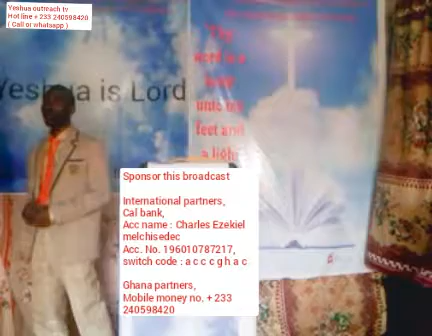 Yeshua outreach tv
Hot line + 233 240598420
( Call or whatsapp )
Yeshua is Lord
word is a
unto my
feet and
a light
Sponsor this broadcast
International partners,
Cal bank,
Acc name : Charles Ezekiel
melchisedec
Acc. No. 196010787217,
switch code : a c c c g h a c
Ghana partners,
Mobile money no. + 233
240598420